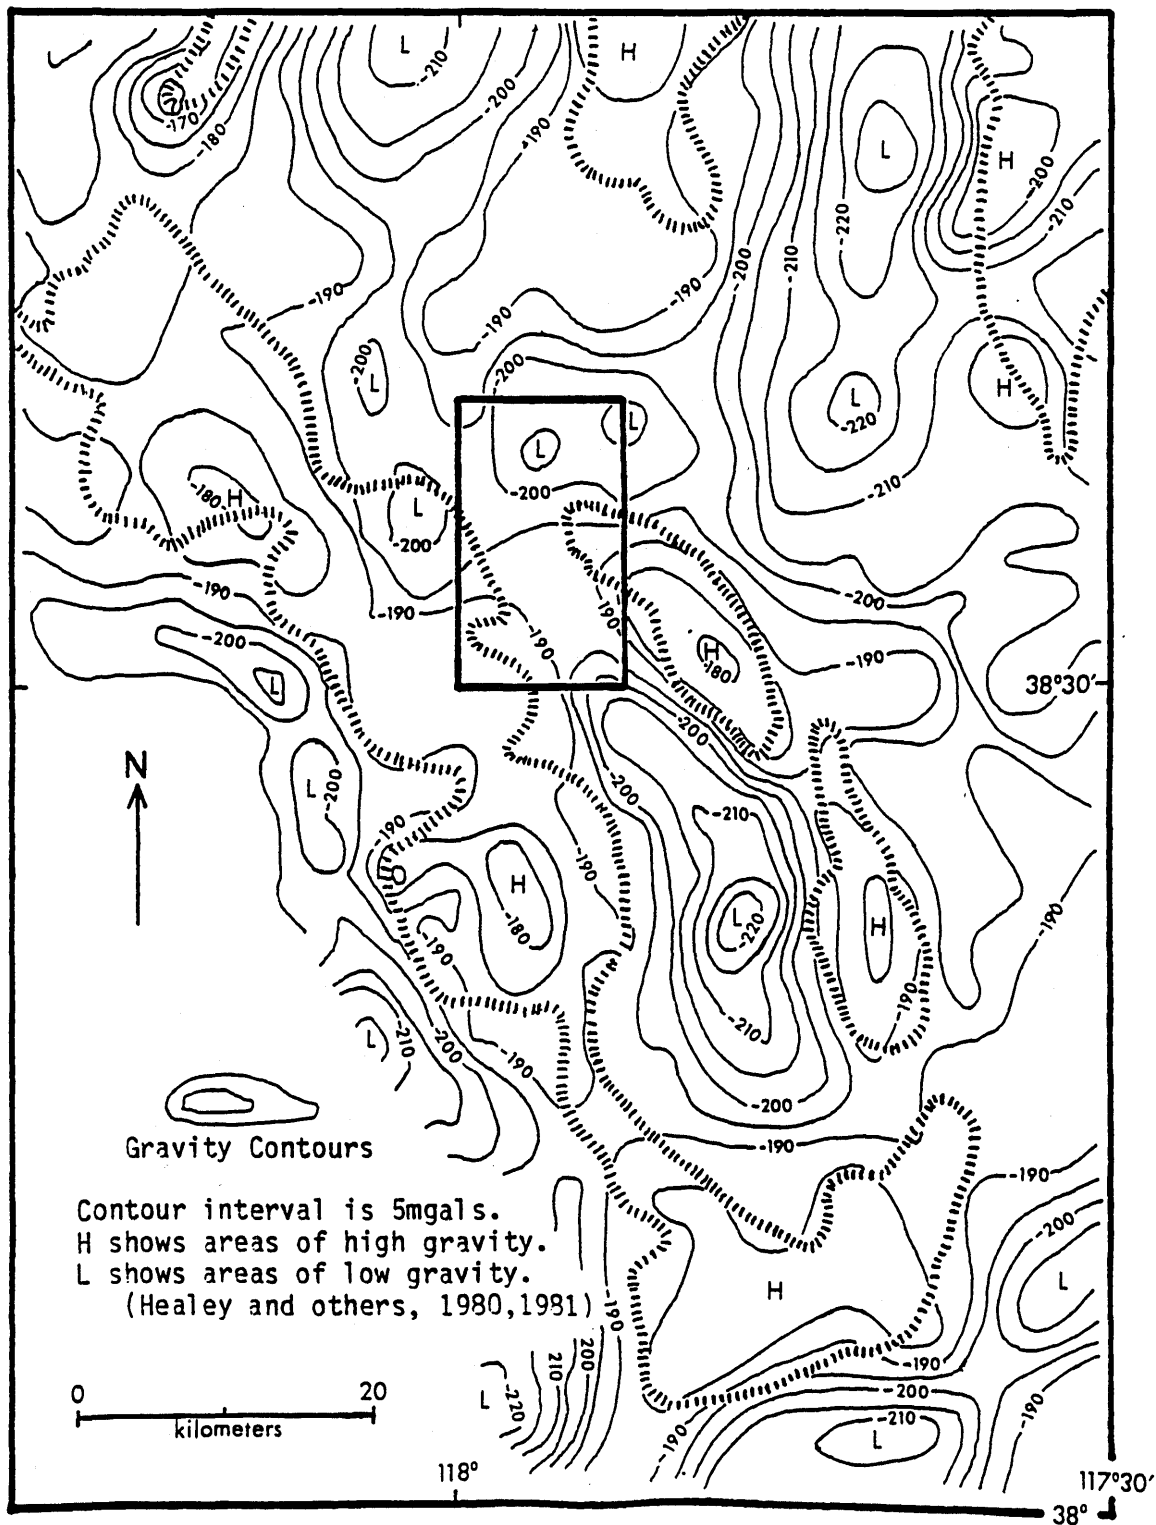 L
-210
H
-170
-180
-200
-190
L
H
-200
-210
-220
-200
-210
-190
-190
-190
-200
L
-200
L
H
L
-220
L
-180
H
L
-200
-210
L
-200
-190
-200
-190
-190
-190
-200
H
-180
-190
L
38°30'
-200
N
L
-200
-200
-210
-190
-190
H
-180
L
-220
H
-190
-190
-190
L
-210
-200
-190
-210
-200
Gravity Contours
-190
-190
Contour interval is 5mgals.
H shows areas of high gravity.
L shows areas of low gravity.
(Healey and others, 1980,1981)
-200
L
H
-190
210
200
-190
0
20
kilometers
L
-220
-200
-190
-210
L
-190
118°
117°30'
38°